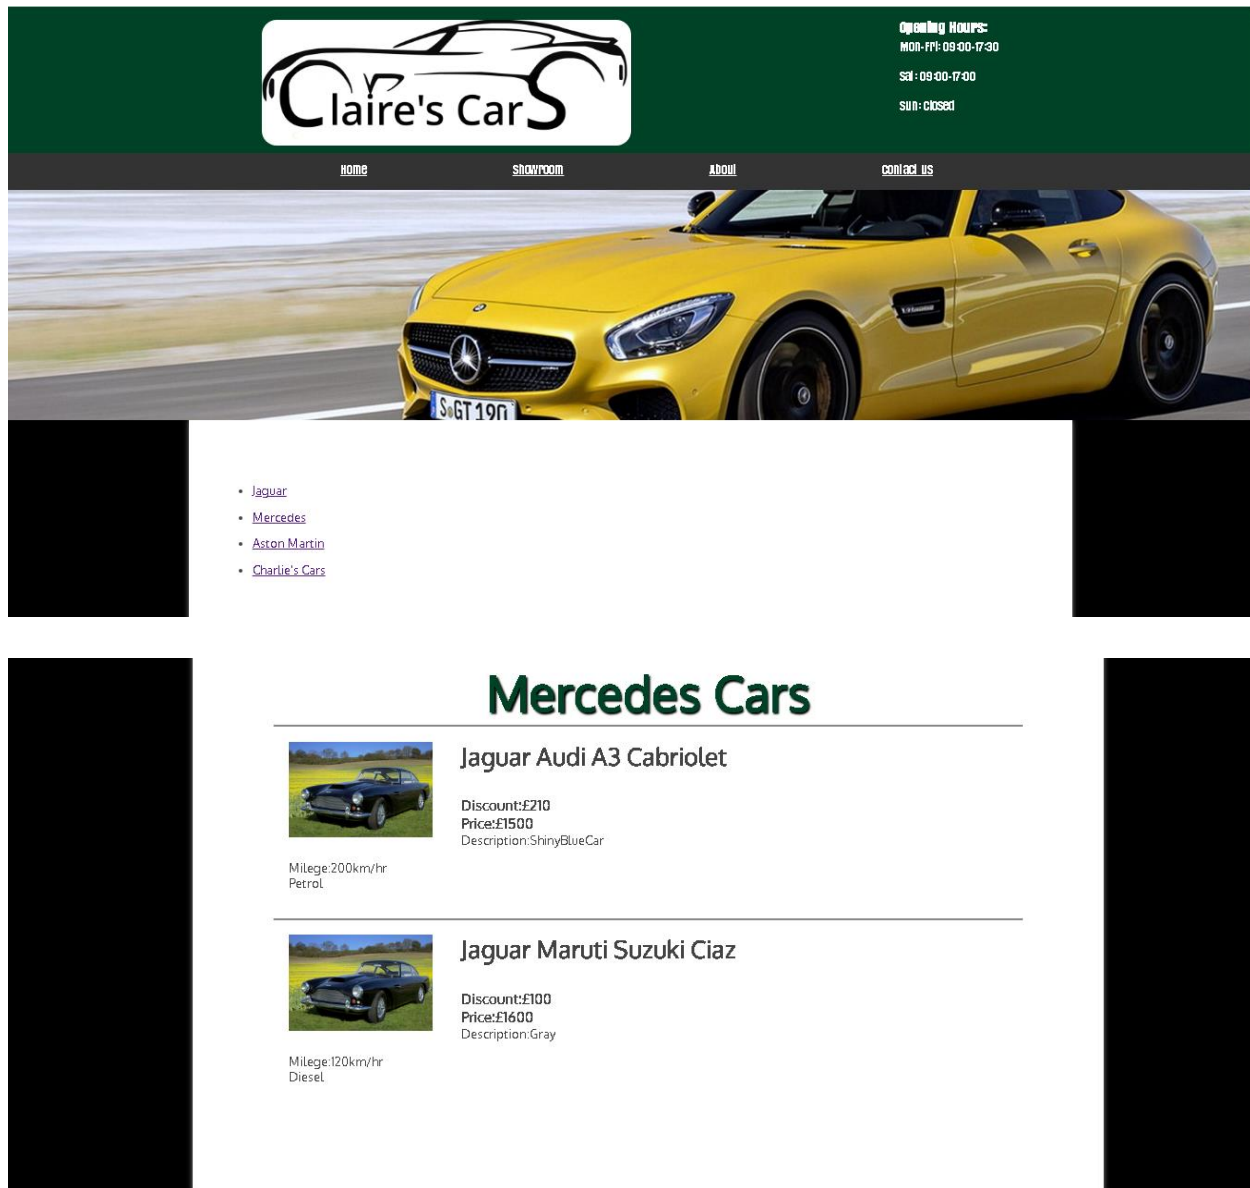 Claire's Cars
Opening Hours:
Mon-Fri: 09:00-17:30
Sat: 09:00-17:00
Sun: Closed
Home Showroom About Contact us
S GT 190
Jaguar
Mercedes
Aston Martin
Charlie's Cars
Mercedes Cars
Jaguar Audi A3 Cabriolet
Discount:£210
Price:£1500
Description:ShinyBlueCar
Milege:200km/hr
Petrol
Jaguar Maruti Suzuki Ciaz
Discount:£100
Price:£1600
Description:Gray
Milege:120km/hr
Diesel